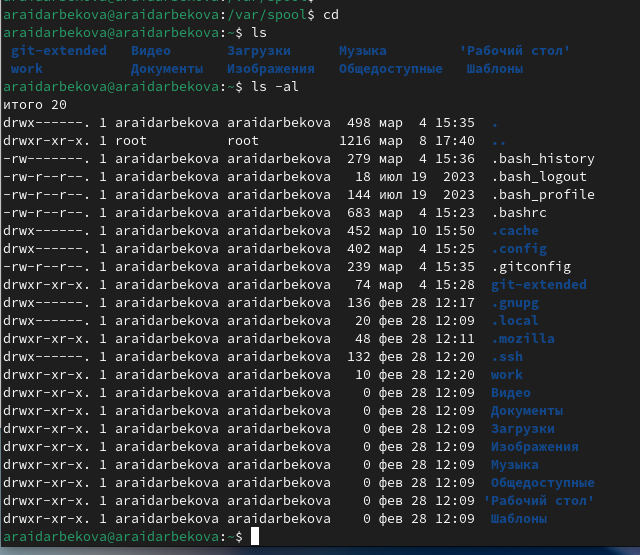 araidarbekova@araidarbekova:/var/spool$
araidarbekova@araidarbekova:/var/spool$ cd
araidarbekova@araidarbekova:~$ ls
git-extended Видео Загрузки Музыка 'Рабочий стол'
work Документы Изображения Общедоступные Шаблоны
araidarbekova@araidarbekova:~$ ls -al
итого 20
drwx------. 1 araidarbekova araidarbekova 498 мар 4 15:35 .
drwxr-xr-x. 1 root root 1216 мар 8 17:40 ..
-rw-------. 1 araidarbekova araidarbekova 279 мар 4 15:36 .bash_history
-rw-r--r--. 1 araidarbekova araidarbekova 18 июл 19 2023 .bash_logout
-rw-r--r--. 1 araidarbekova araidarbekova 144 июл 19 2023 .bash_profile
-rw-r--r--. 1 araidarbekova araidarbekova 683 мар 4 15:23 .bashrc
drwx------. 1 araidarbekova araidarbekova 452 мар 10 15:50 .cache
drwx------. 1 araidarbekova araidarbekova 402 мар 4 15:25 .config
-rw-r--r--. 1 araidarbekova araidarbekova 239 мар 4 15:35 .gitconfig
drwxr-xr-x. 1 araidarbekova araidarbekova 74 мар 4 15:28 git-extended
drwx------. 1 araidarbekova araidarbekova 136 фев 28 12:17 .gnupg
drwx------. 1 araidarbekova araidarbekova 20 фев 28 12:09 .local
drwxr-xr-x. 1 araidarbekova araidarbekova 48 фев 28 12:11 .mozilla
drwx------. 1 araidarbekova araidarbekova 132 фев 28 12:20 .ssh
drwxr-xr-x. 1 araidarbekova araidarbekova 10 фев 28 12:20 work
drwxr-xr-x. 1 araidarbekova araidarbekova 0 фев 28 12:09 Видео
drwxr-xr-x. 1 araidarbekova araidarbekova 0 фев 28 12:09 Документы
drwxr-xr-x. 1 araidarbekova araidarbekova 0 фев 28 12:09 Загрузки
drwxr-xr-x. 1 araidarbekova araidarbekova 0 фев 28 12:09 Изображения
drwxr-xr-x. 1 araidarbekova araidarbekova 0 фев 28 12:09 Музыка
drwxr-xr-x. 1 araidarbekova araidarbekova 0 фев 28 12:09 Общедоступные
drwxr-xr-x. 1 araidarbekova araidarbekova 0 фев 28 12:09 'Рабочий стол'
drwxr-xr-x. 1 araidarbekova araidarbekova 0 фев 28 12:09 Шаблоны
araidarbekova@araidarbekova:~$